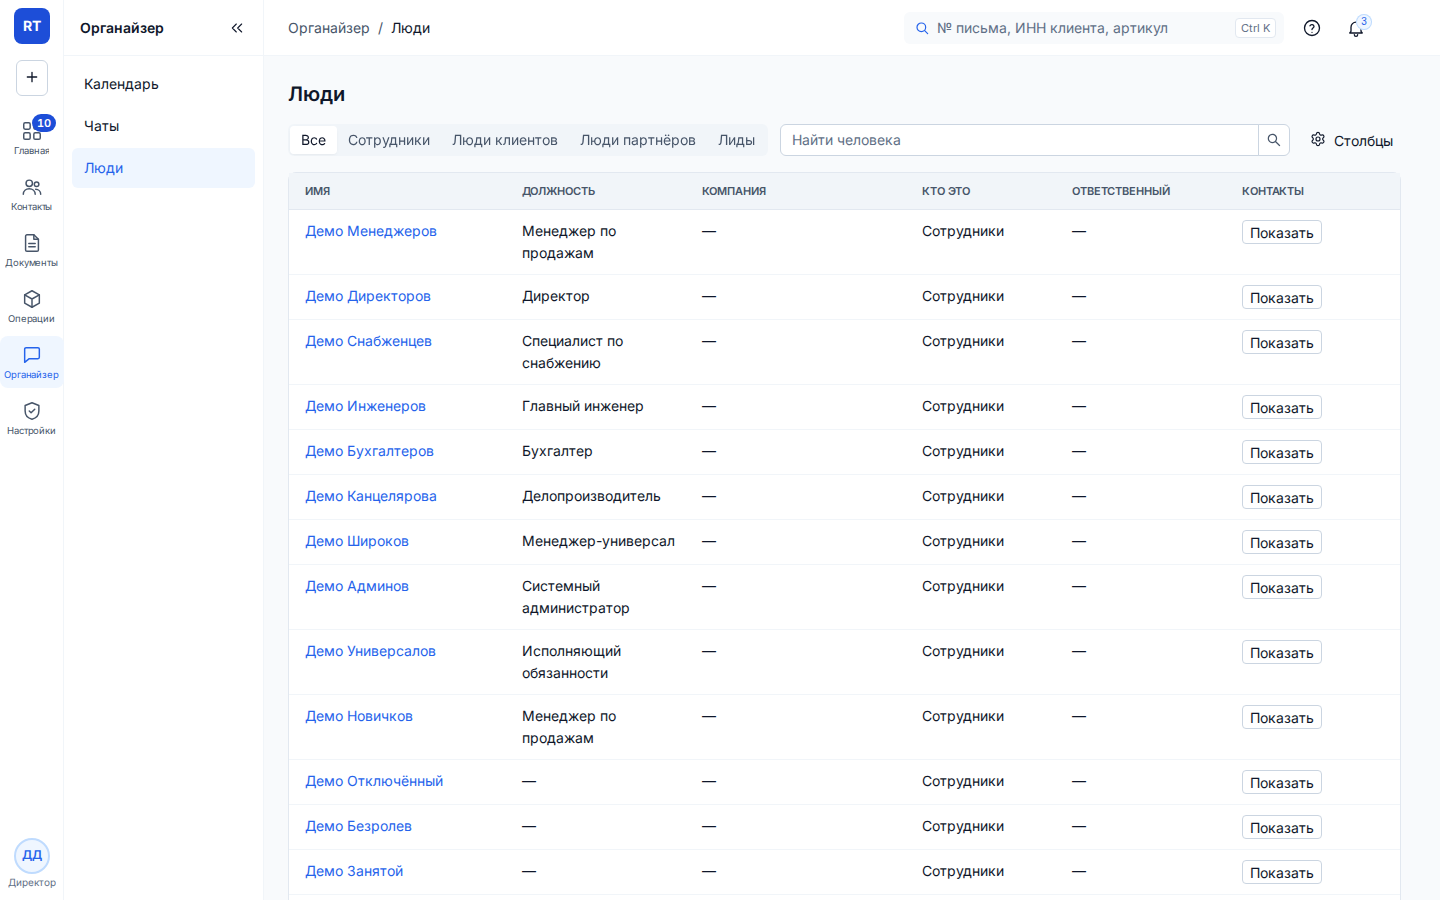 RT
Органайзер
Органайзер / Люди
№ письма, ИНН клиента, артикул
Ctrl K
3
10
Главная
Контакты
Документы
Операции
Органайзер
Настройки
ДД
Директор
Календарь
Чаты
Люди
Люди
Все
Сотрудники
Люди клиентов
Люди партнёров
Лиды
Найти человека
Столбцы
ИМЯ ДОЛЖНОСТЬ КОМПАНИЯ КТО ЭТО ОТВЕТСТВЕННЫЙ КОНТАКТЫ
Демо Менеджеров Менеджер по — Сотрудники — Показать
продажам
Демо Директоров Директор — Сотрудники — Показать
Демо Снабженцев Специалист по — Сотрудники — Показать
снабжению
Демо Инженеров Главный инженер — Сотрудники — Показать
Демо Бухгалтеров Бухгалтер — Сотрудники — Показать
Демо Канцелярова Делопроизводитель — Сотрудники — Показать
Демо Широков Менеджер-универсал — Сотрудники — Показать
Демо Админов Системный — Сотрудники — Показать
администратор
Демо Универсалов Исполняющий — Сотрудники — Показать
обязанности
Демо Новичков Менеджер по — Сотрудники — Показать
продажам
Демо Отключённый — — Сотрудники — Показать
Демо Безролев — — Сотрудники — Показать
Демо Занятой — — Сотрудники — Показать